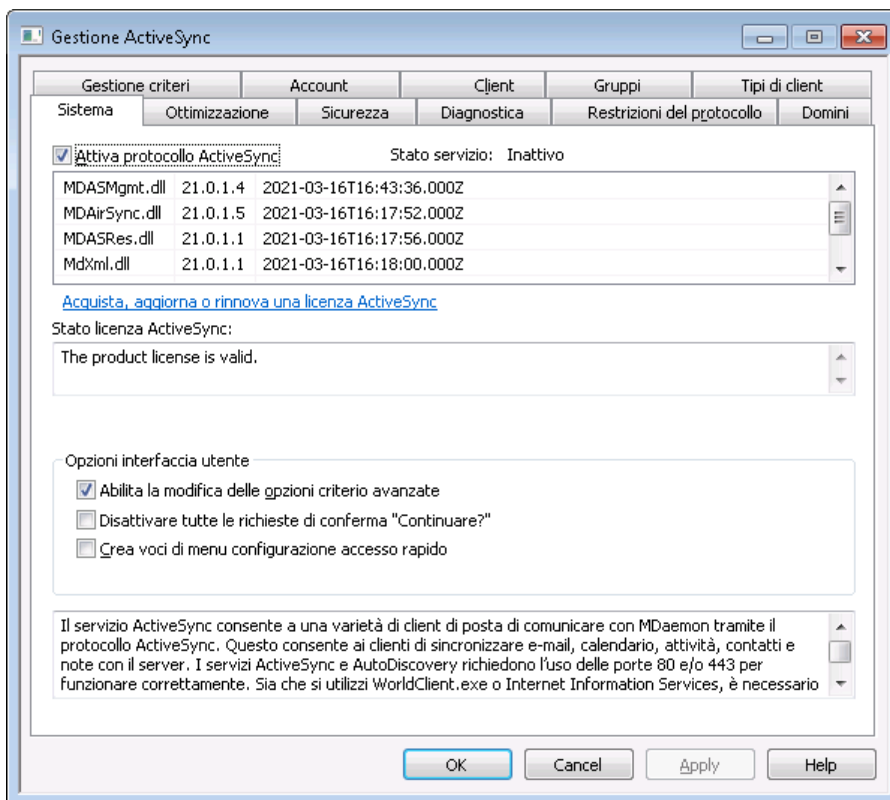 Gestione ActiveSync
Gestione criteri Account Client Gruppi Tipi di client
Sistema Ottimizzazione Sicurezza Diagnostica Restrizioni del protocollo Domini
Attiva protocollo ActiveSync Stato servizio: Inattivo
MDASMgmt.dll 21.0.1.4 2021-03-16T16:43:36.000Z
MDAirSync.dll 21.0.1.5 2021-03-16T16:17:52.000Z
MDASRes.dll 21.0.1.1 2021-03-16T16:17:56.000Z
MdXml.dll 21.0.1.1 2021-03-16T16:18:00.000Z
Acquista, aggiorna o rinnova una licenza ActiveSync
Stato licenza ActiveSync:
The product license is valid.
Opzioni interfaccia utente
Abilita la modifica delle opzioni criterio avanzate
Disattivare tutte le richieste di conferma "Continuare?"
Crea voci di menu configurazione accesso rapido
Il servizio ActiveSync consente a una varietà di client di posta di comunicare con MDaemon tramite il
protocollo ActiveSync. Questo consente ai clienti di sincronizzare e-mail, calendario, attività, contatti e
note con il server. I servizi ActiveSync e AutoDiscovery richiedono l'uso delle porte 80 e/o 443 per
funzionare correttamente. Sia che si utilizzi WorldClient.exe o Internet Information Services, è necessario
OK Cancel Apply Help